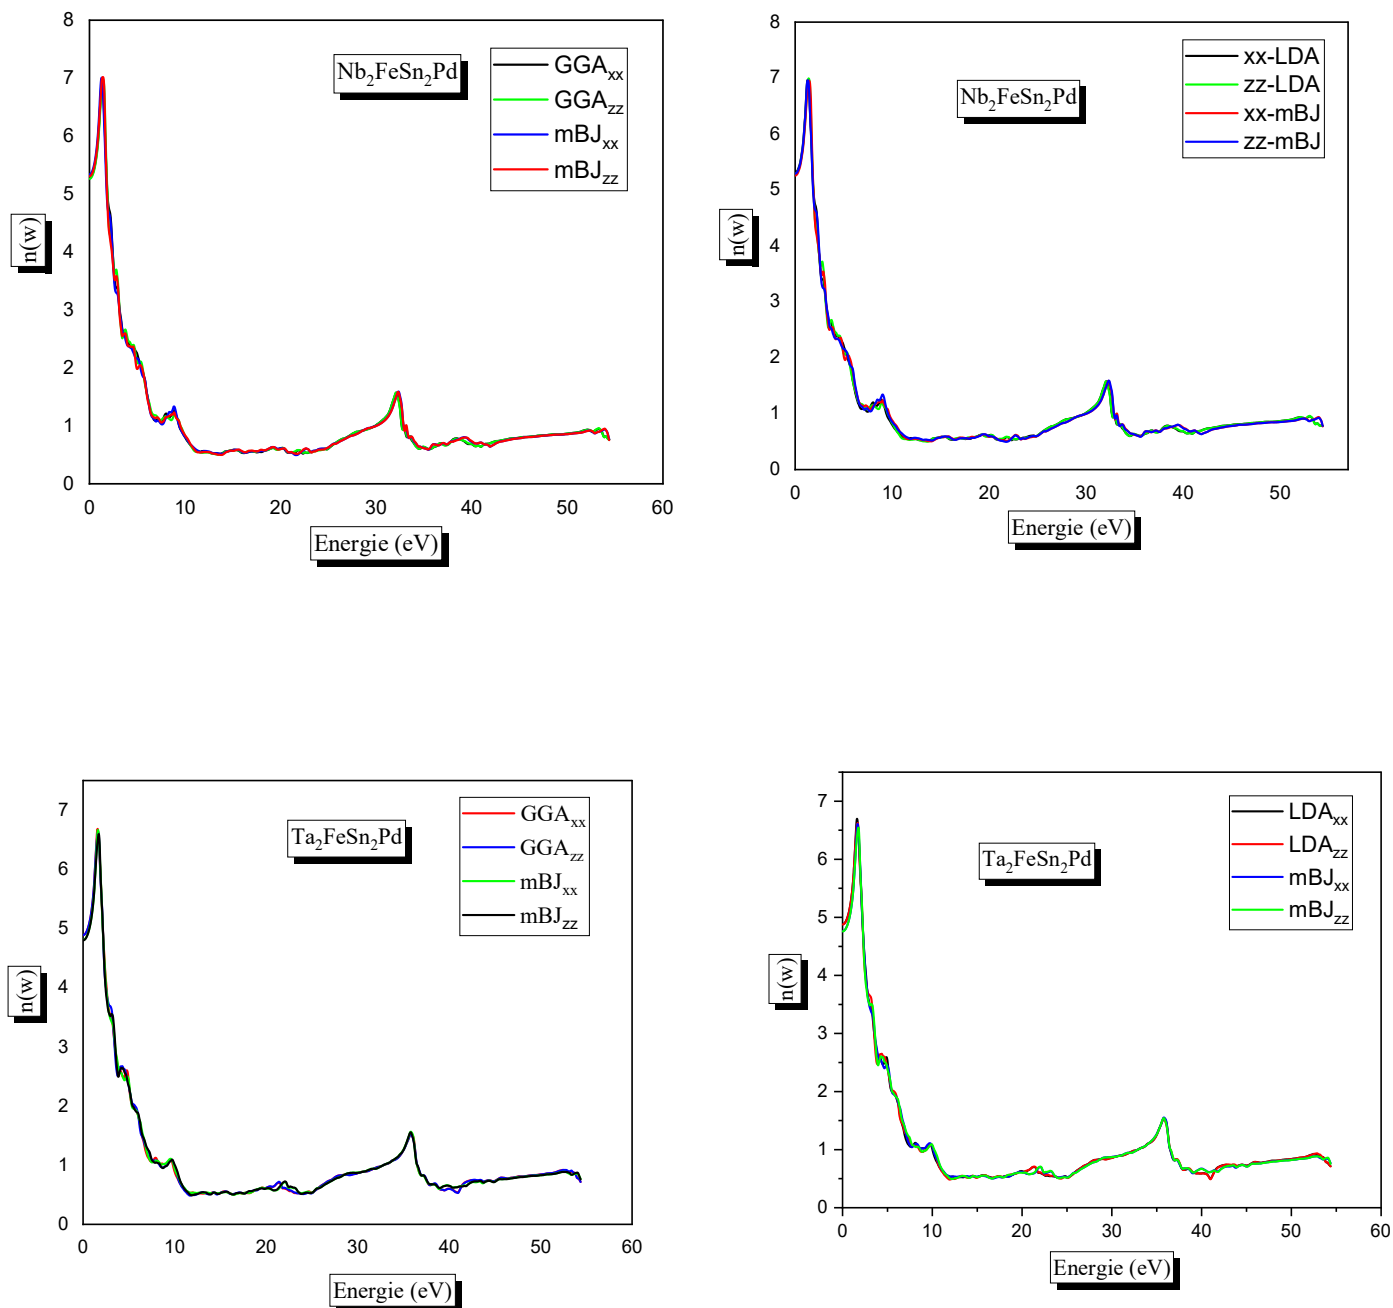 Nb₂FeSn₂Pd
GGAxx
GGAzz
mBJxx
mBJzz
n(w)
8
7
6
5
4
3
2
1
0
0 10 20 30 40 50 60
Energie (eV)
Nb₂FeSn₂Pd
xx-LDA
zz-LDA
xx-mBJ
zz-mBJ
n(w)
8
7
6
5
4
3
2
1
0
0 10 20 30 40 50
Energie (eV)
Ta₂FeSn₂Pd
GGAxx
GGAzz
mBJxx
mBJzz
n(w)
7
6
5
4
3
2
1
0
0 10 20 30 40 50 60
Energie (eV)
Ta₂FeSn₂Pd
LDAxx
LDAzz
mBJxx
mBJzz
n(w)
7
6
5
4
3
2
1
0
0 10 20 30 40 50 60
Energie (eV)